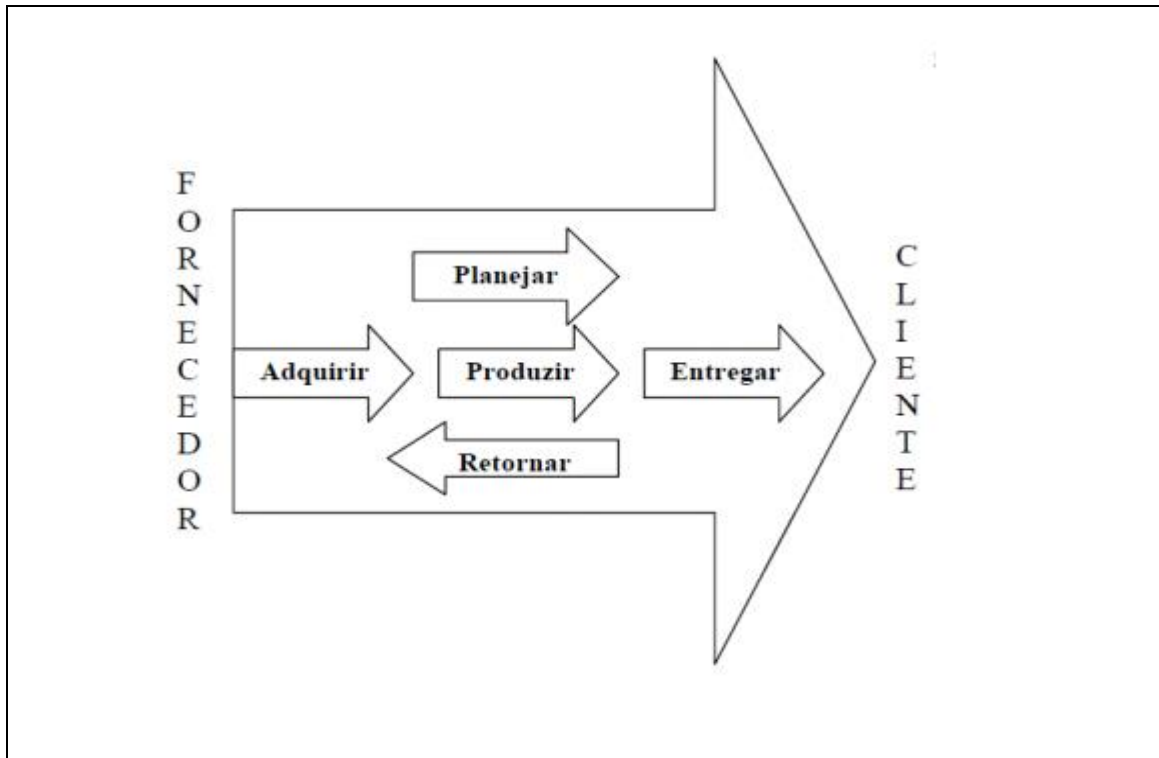 FORNECEDOR
Planejar
Adquirir
Produzir
Entregar
Retornar
CLIENTE